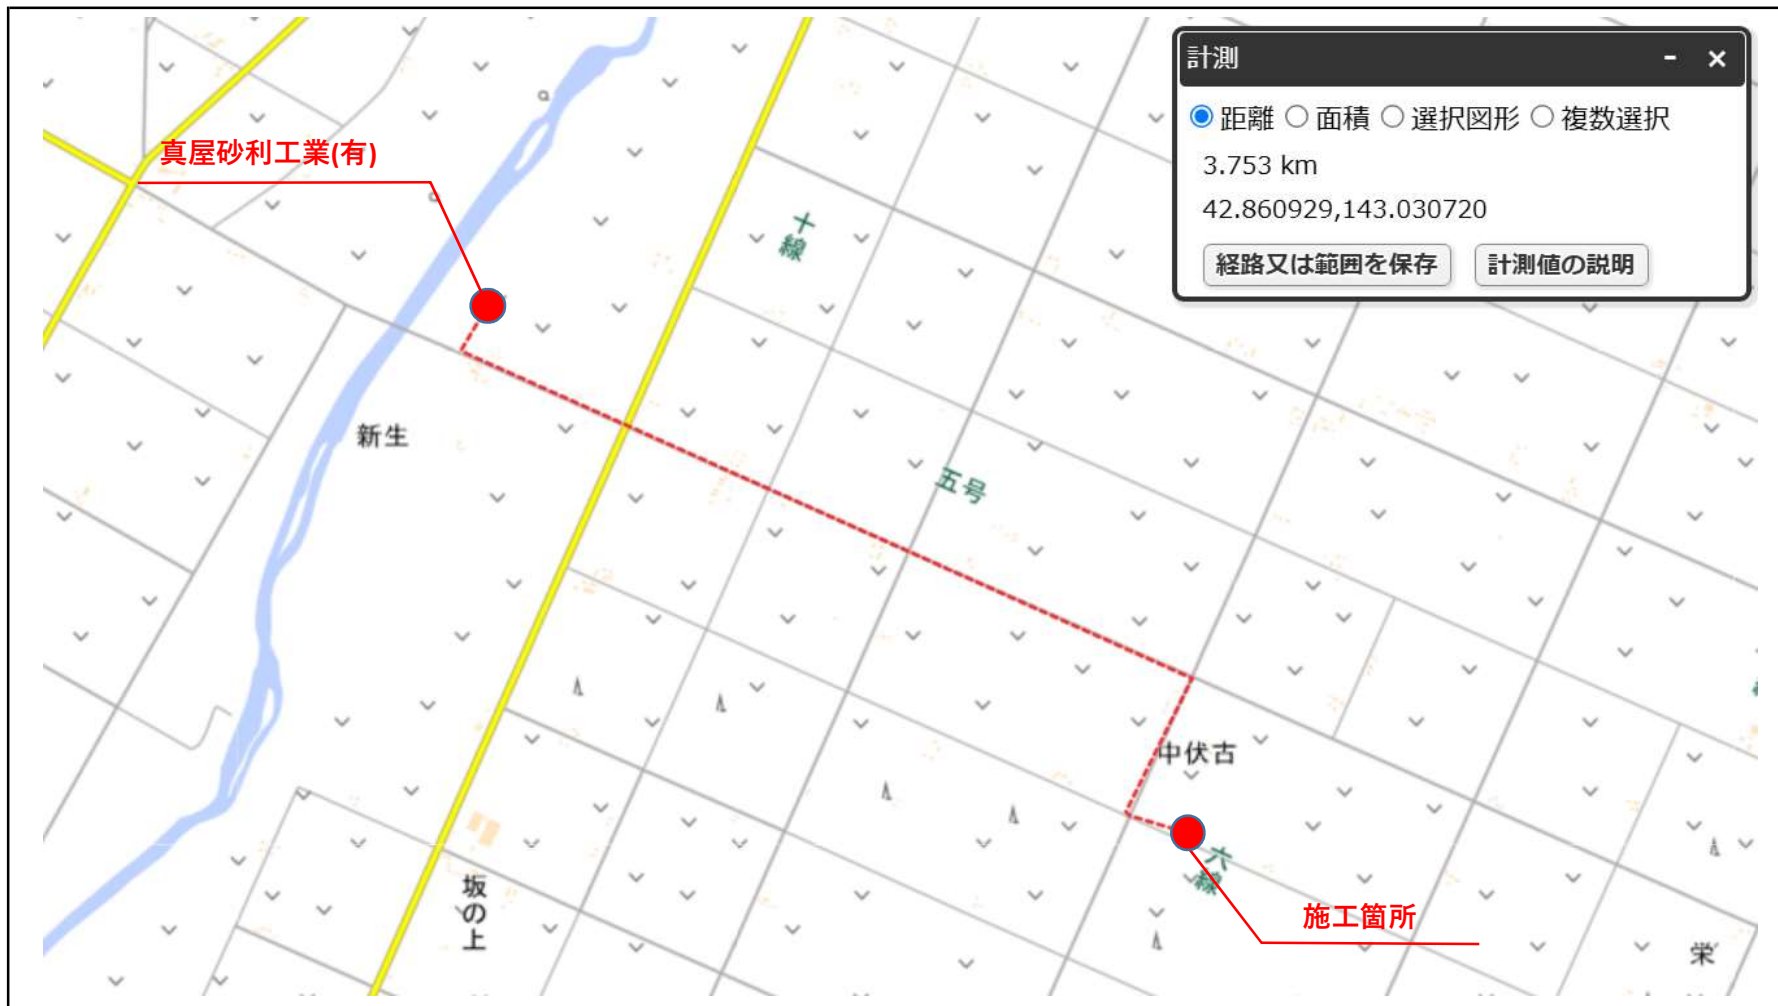 計測
距離 面積 選択図形 複数選択
3.753 km
42.860929,143.030720
経路又は範囲を保存 計測値の説明
真屋砂利工業(有)
十線
新生
五号
中伏古
六線
坂の上
施工箇所
栄